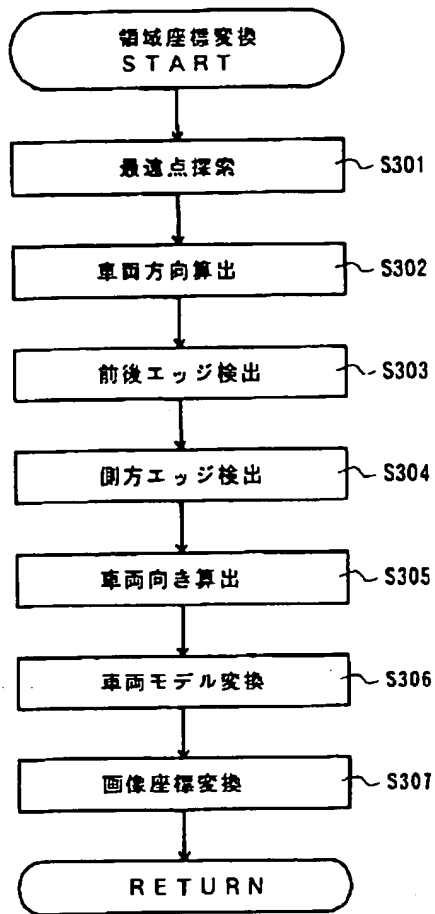 領域座標変換
START
最遠点探索
S301
車両方向算出
S302
前後エッジ検出
S303
側方エッジ検出
S304
車両向き算出
S305
車両モデル変換
S306
画像座標変換
S307
RETURN